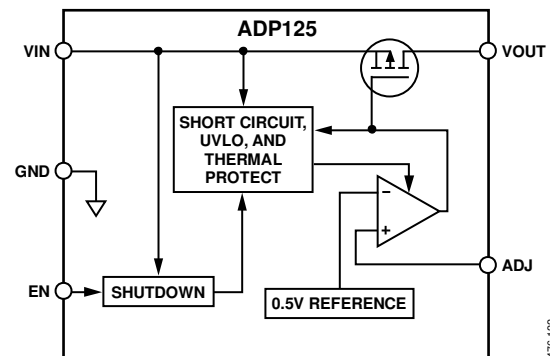 ADP125
VIN
VOUT
SHORT CIRCUIT,
UVLO, AND
THERMAL
PROTECT
GND
−
+
ADJ
EN
SHUTDOWN
0.5V REFERENCE